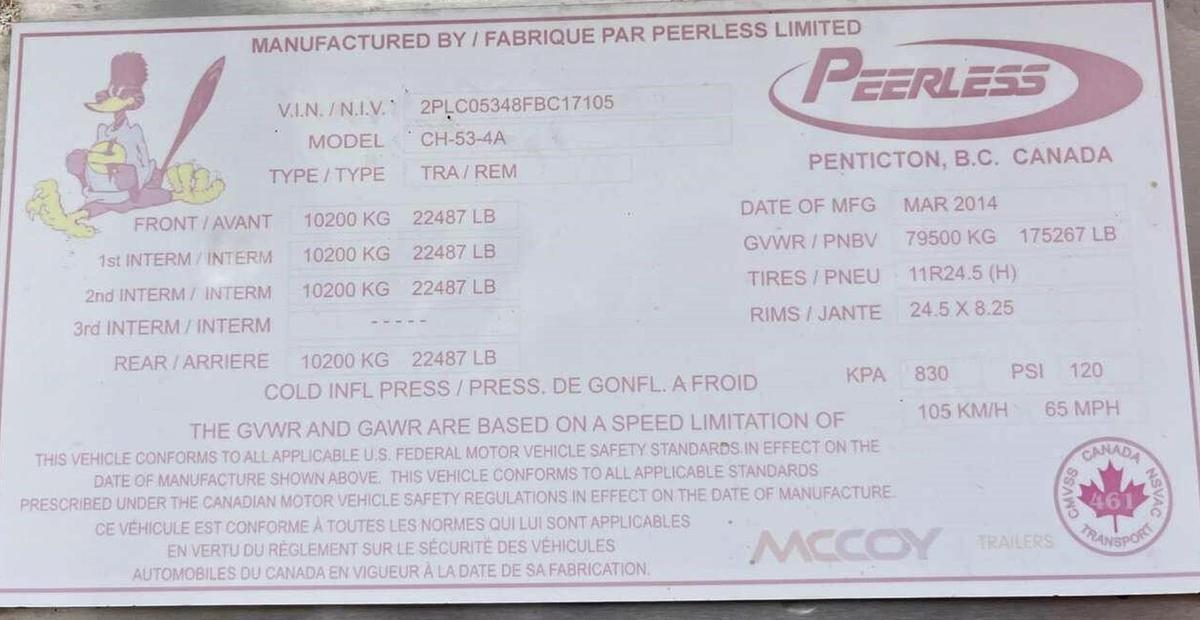 MANUFACTURED BY / FABRIQUE PAR PEERLESS LIMITED
PEERLESS
PENTICTON, B.C. CANADA
V.I.N. / N.I.V. 2PLC05348FBC17105
MODEL CH-53-4A
TYPE / TYPE TRA / REM
FRONT / AVANT 10200 KG 22487 LB
1st INTERM / INTERM 10200 KG 22487 LB
2nd INTERM / INTERM 10200 KG 22487 LB
3rd INTERM / INTERM - - - - -
REAR / ARRIERE 10200 KG 22487 LB
DATE OF MFG MAR 2014
GVWR / PNBV 79500 KG 175267 LB
TIRES / PNEU 11R24.5 (H)
RIMS / JANTE 24.5 X 8.25
COLD INFL PRESS / PRESS. DE GONFL. A FROID KPA 830 PSI 120
THE GVWR AND GAWR ARE BASED ON A SPEED LIMITATION OF 105 KM/H 65 MPH
THIS VEHICLE CONFORMS TO ALL APPLICABLE U.S. FEDERAL MOTOR VEHICLE SAFETY STANDARDS IN EFFECT ON THE
DATE OF MANUFACTURE SHOWN ABOVE. THIS VEHICLE CONFORMS TO ALL APPLICABLE STANDARDS
PRESCRIBED UNDER THE CANADIAN MOTOR VEHICLE SAFETY REGULATIONS IN EFFECT ON THE DATE OF MANUFACTURE.
CE VÉHICULE EST CONFORME À TOUTES LES NORMES QUI LUI SONT APPLICABLES
EN VERTU DU RÈGLEMENT SUR LE SÉCURITÉ DES VÉHICULES
AUTOMOBILES DU CANADA EN VIGUEUR À LA DATE DE SA FABRICATION.
MCCOY TRAILERS
CMVSS CANADA NSVAC
461
TRANSPORT